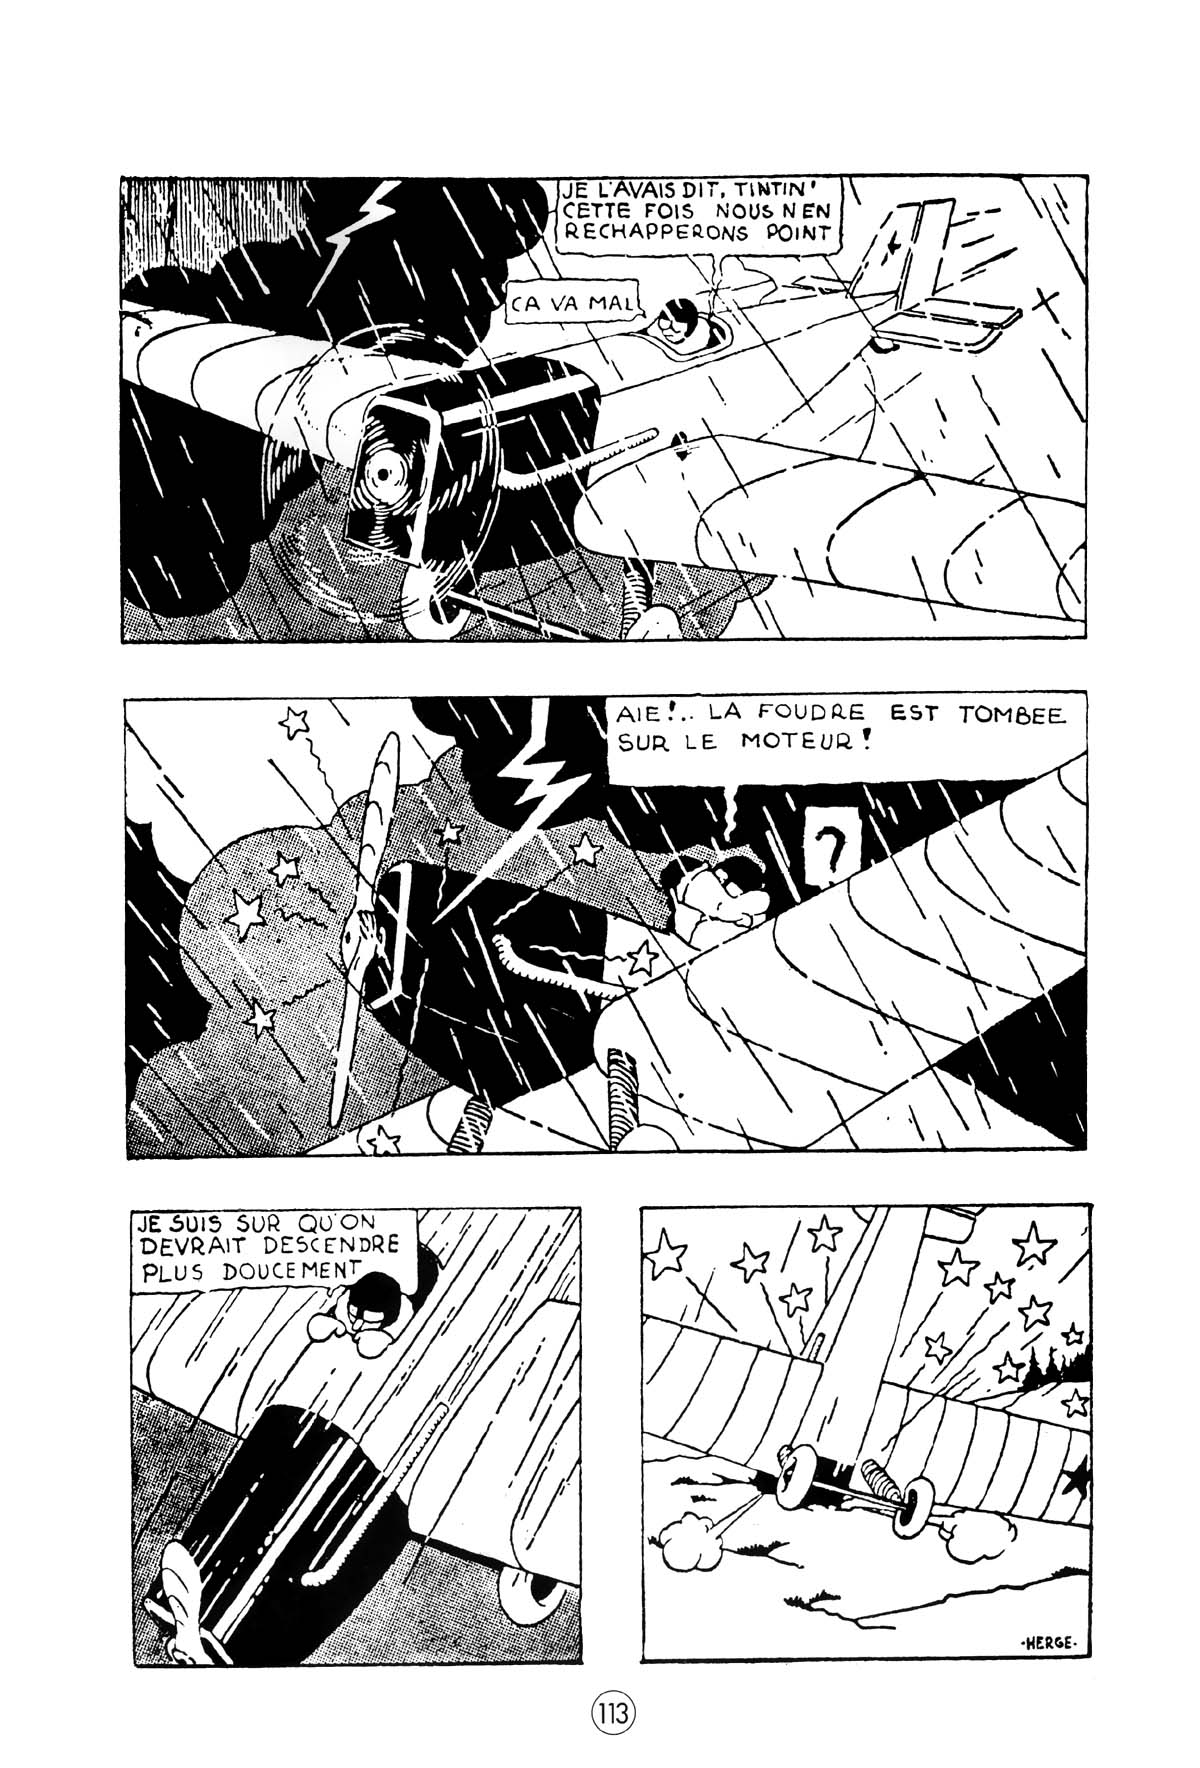 JE L'AVAIS DIT, TINTIN'
CETTE FOIS NOUS N'EN
RECHAPPERONS POINT
ÇA VA MAL
AIE!.. LA FOUDRE EST TOMBEE
SUR LE MOTEUR!
?
JE SUIS SUR QU'ON
DEVRAIT DESCENDRE
PLUS DOUCEMENT
·HERGE·
113